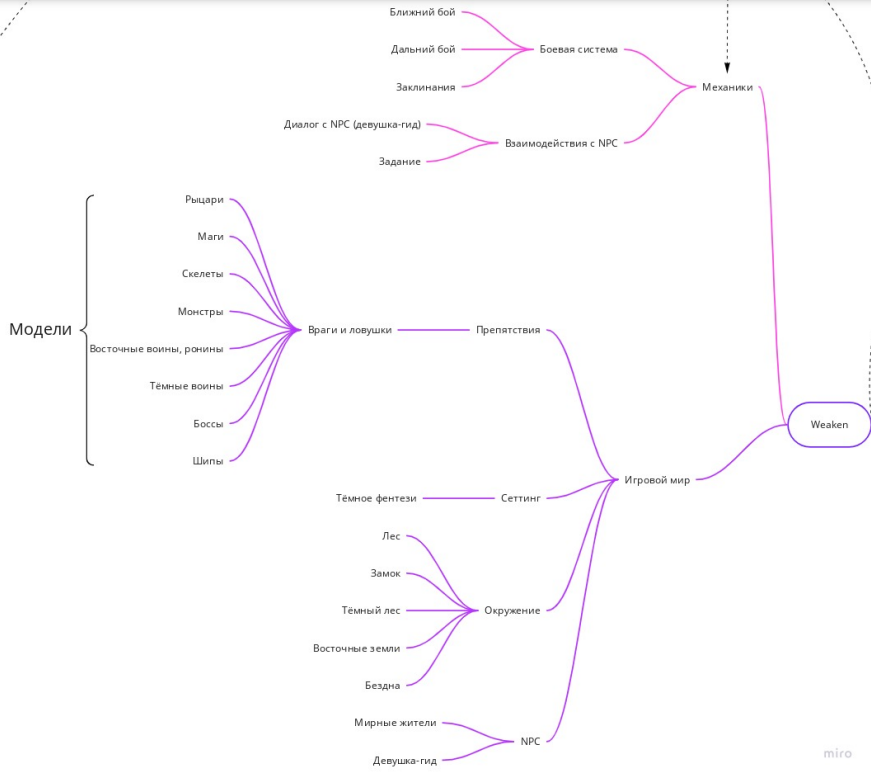 Ближний бой
Дальний бой
Боевая система
Заклинания
Механики
Диалог с NPC (девушка-гид)
Взаимодействия с NPC
Задание
Рыцари
Маги
Скелеты
Монстры
Модели
Враги и ловушки
Препятствия
Восточные воины, ронины
Тёмные воины
Боссы
Шипы
Weaken
Игровой мир
Тёмное фентези
Сеттинг
Лес
Замок
Тёмный лес
Окружение
Восточные земли
Бездна
Мирные жители
NPC
Девушка-гид
miro